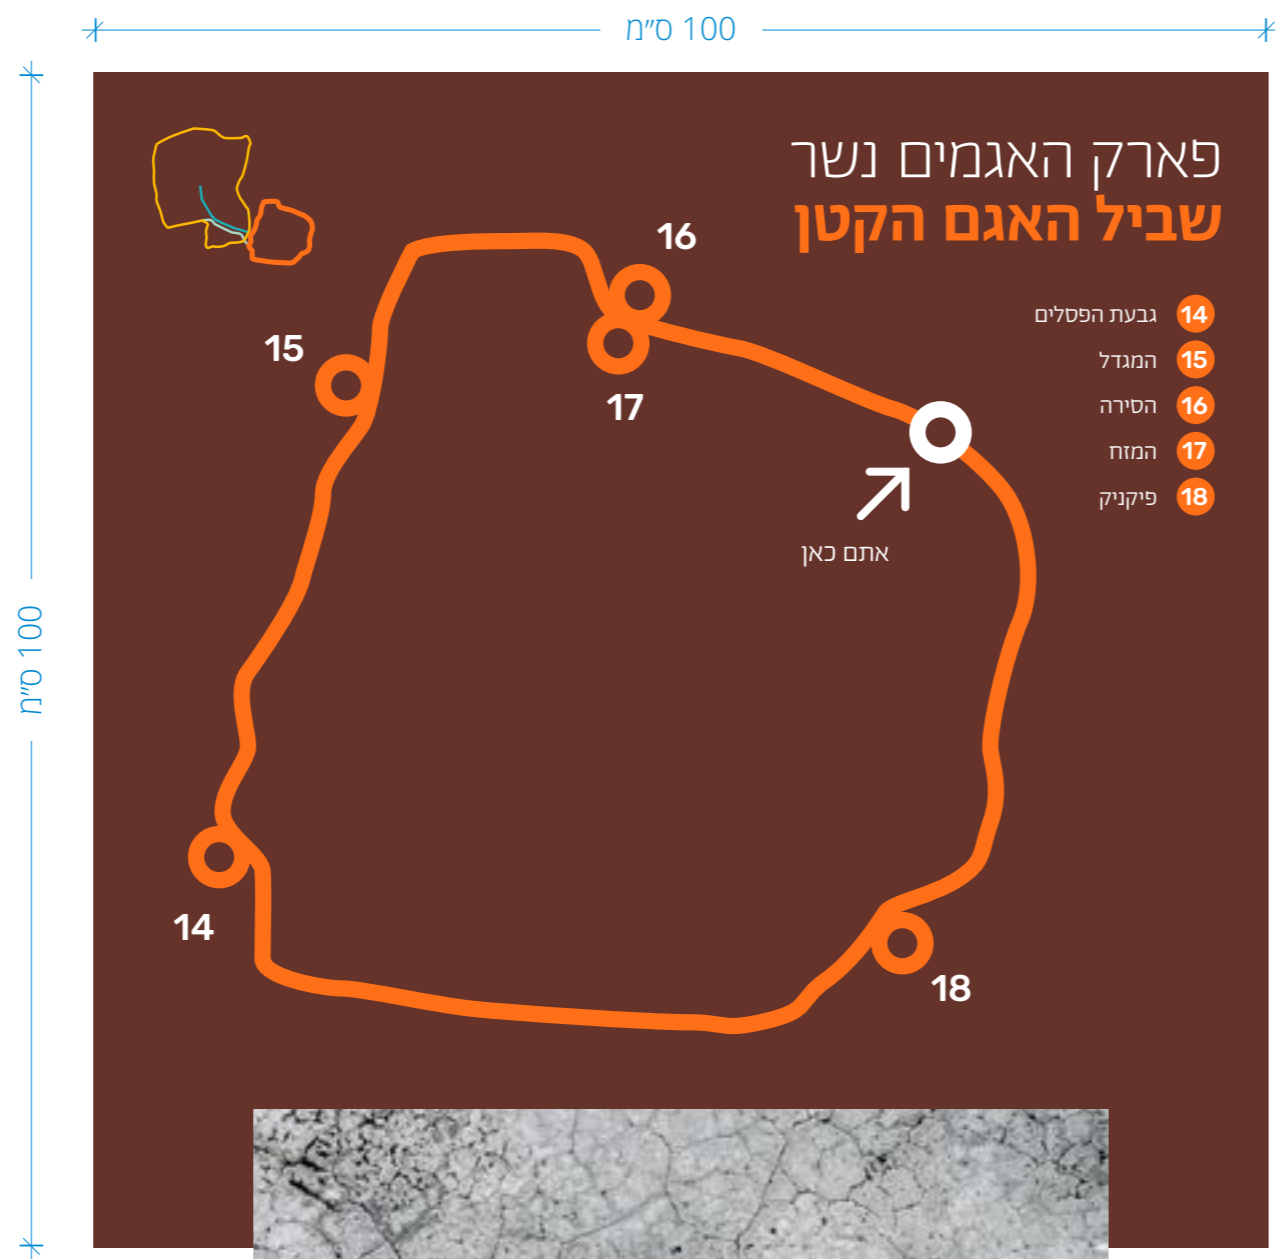 100 ס״מ
100 ס״מ
פארק האגמים נשר
שביל האגם הקטן
14 גבעת הפסלים
15 המגדל
16 הסירה
17 המזח
18 פיקניק
16
15
17
אתם כאן
14
18